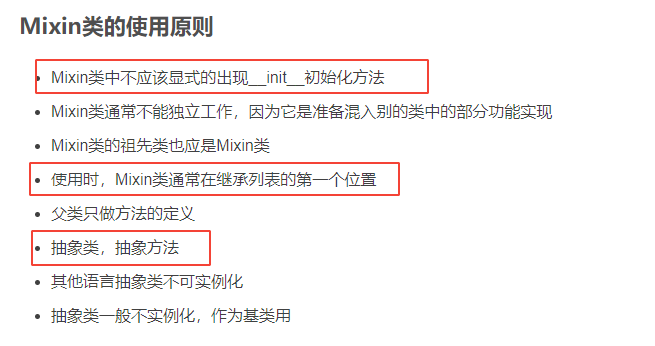 Mixin类的使用原则
Mixin类中不应该显式的出现__init__初始化方法
Mixin类通常不能独立工作，因为它是准备混入别的类中的部分功能实现
Mixin类的祖先类也应是Mixin类
使用时，Mixin类通常在继承列表的第一个位置
父类只做方法的定义
抽象类，抽象方法
其他语言抽象类不可实例化
抽象类一般不实例化，作为基类用